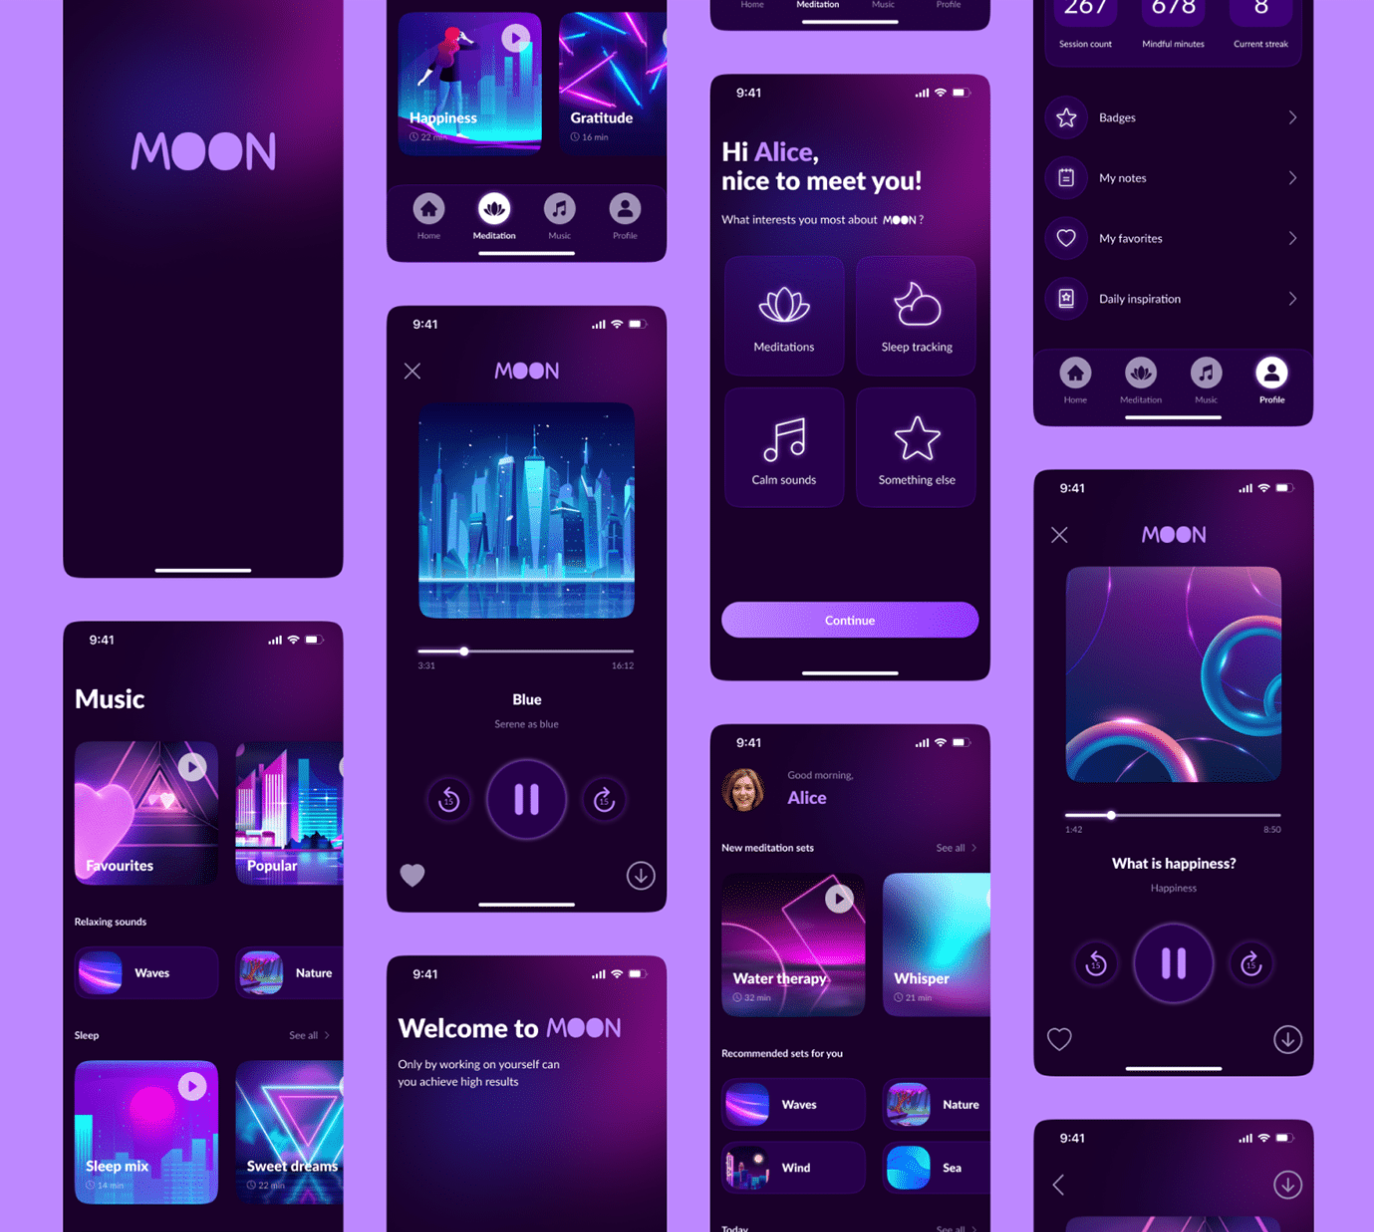 MOON
9:41
Music
Favourites
Popular
Relaxing sounds
Waves
Nature
Sleep
See all
Sleep mix
14 min
Sweet dreams
22 min
Happiness
22 min
Gratitude
16 min
Home
Meditation
Music
Profile
9:41
MOON
3:31
16:12
Blue
Serene as blue
15
15
9:41
Welcome to MOON
Only by working on yourself can
you achieve high results
Home
Meditation
Music
Profile
9:41
Hi Alice,
nice to meet you!
What interests you most about MOON ?
Meditations
Sleep tracking
Calm sounds
Something else
Continue
9:41
Good morning,
Alice
New meditation sets
See all
Water therapy
32 min
Whisper
21 min
Recommended sets for you
Waves
Nature
Wind
Sea
Today
See all
267
678
8
Session count
Mindful minutes
Current streak
Badges
My notes
My favorites
Daily inspiration
Home
Meditation
Music
Profile
9:41
MOON
1:42
8:50
What is happiness?
Happiness
15
15
9:41